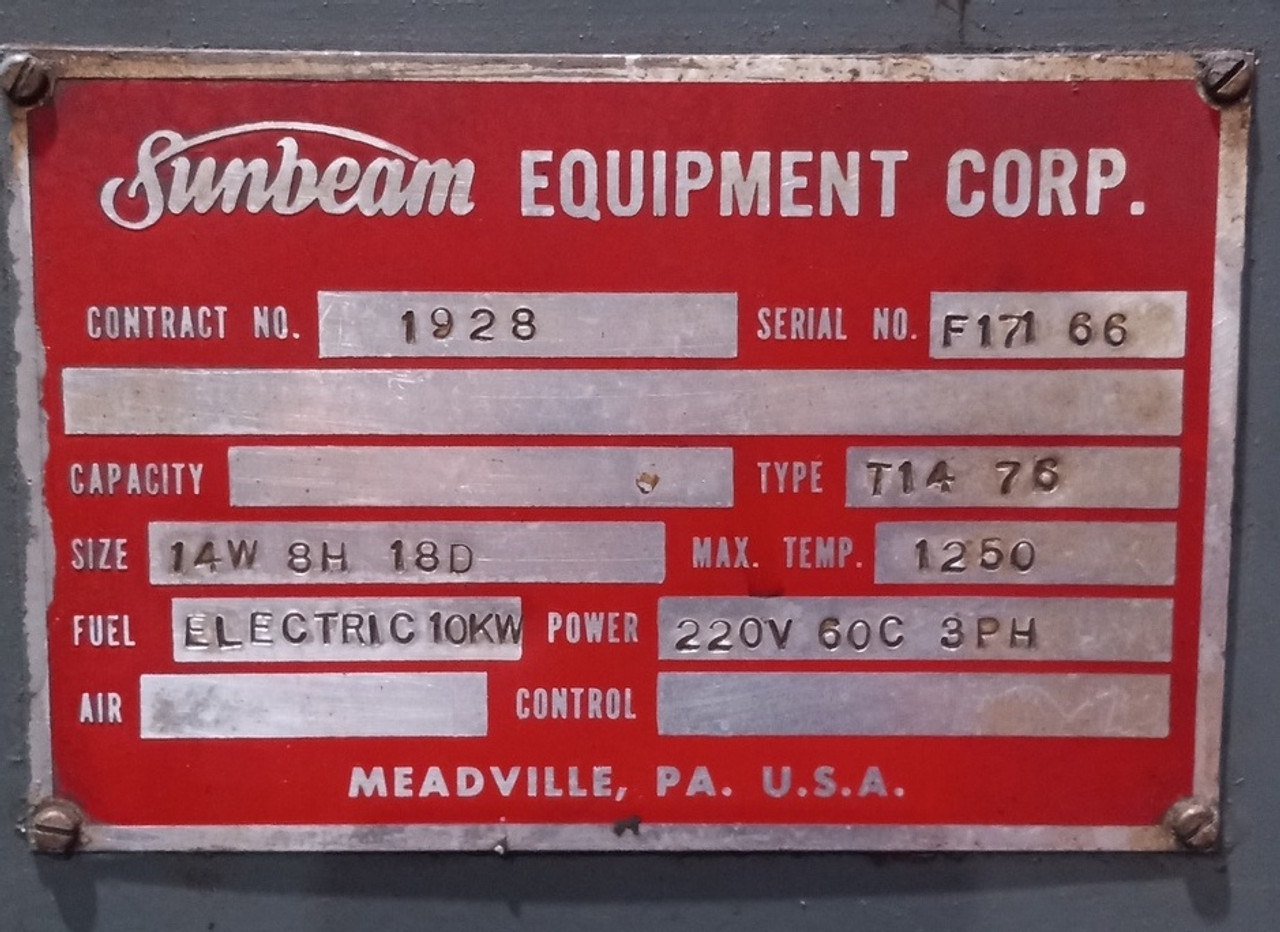 Sunbeam EQUIPMENT CORP.
CONTRACT NO. 1928 SERIAL NO. F171 66
CAPACITY TYPE T14 76
SIZE 14W 8H 18D MAX. TEMP. 1250
FUEL ELECTRIC 10KW POWER 220V 60C 3PH
AIR CONTROL
MEADVILLE, PA. U.S.A.